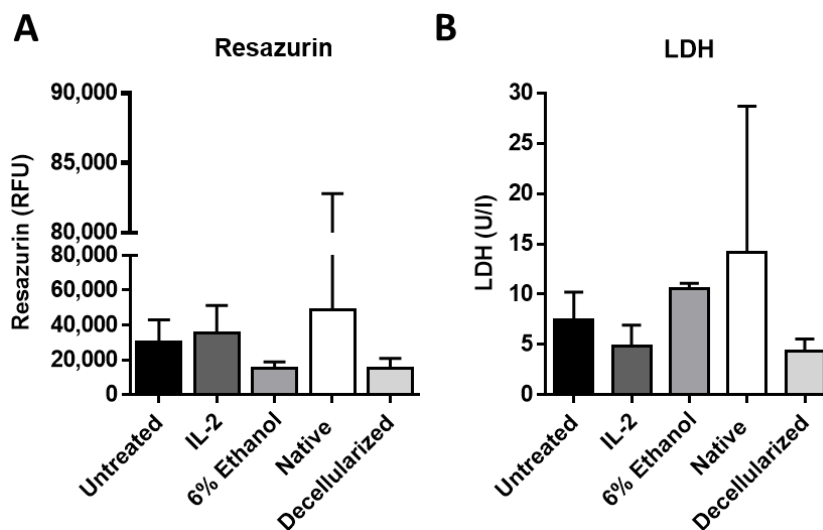 A
Resazurin
Resazurin (RFU)
90,000
85,000
80,000
80,000
60,000
40,000
20,000
0
Untreated
IL-2
6% Ethanol
Native
Decellularized
B
LDH
LDH (U/l)
30
25
20
15
10
5
0
Untreated
IL-2
6% Ethanol
Native
Decellularized